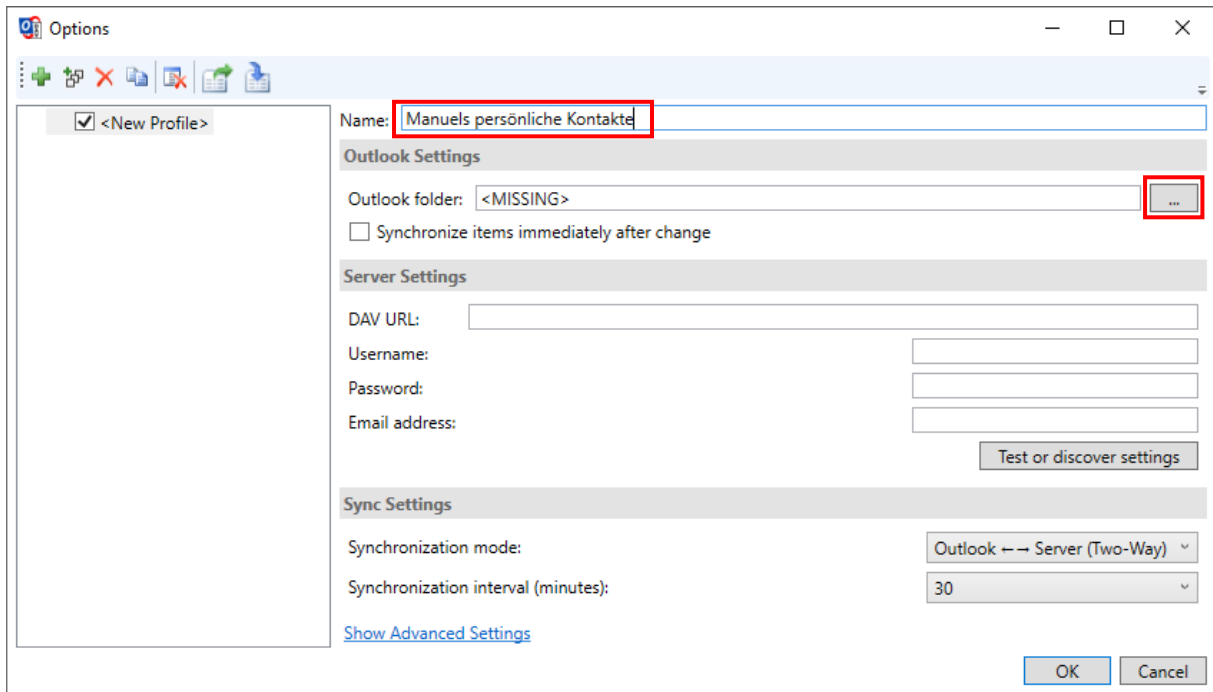 Options
<New Profile>
Name: Manuels persönliche Kontakte
Outlook Settings
Outlook folder: <MISSING> ...
Synchronize items immediately after change
Server Settings
DAV URL:
Username:
Password:
Email address:
Test or discover settings
Sync Settings
Synchronization mode: Outlook ←→ Server (Two-Way)
Synchronization interval (minutes): 30
Show Advanced Settings
OK Cancel